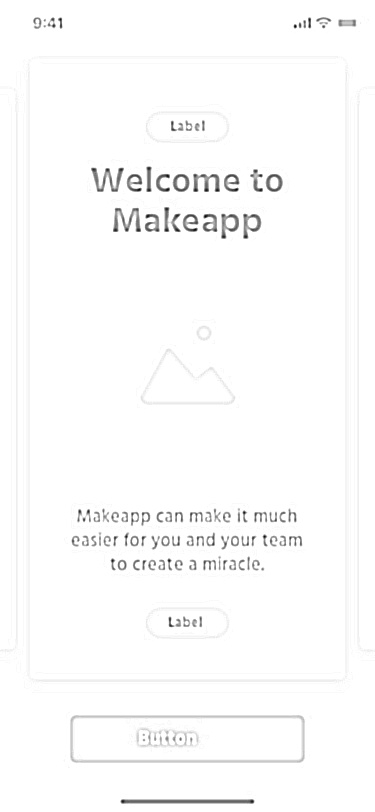 9:41
Label
Welcome to
Makeapp
Makeapp can make it much
easier for you and your team
to create a miracle.
Label
Button